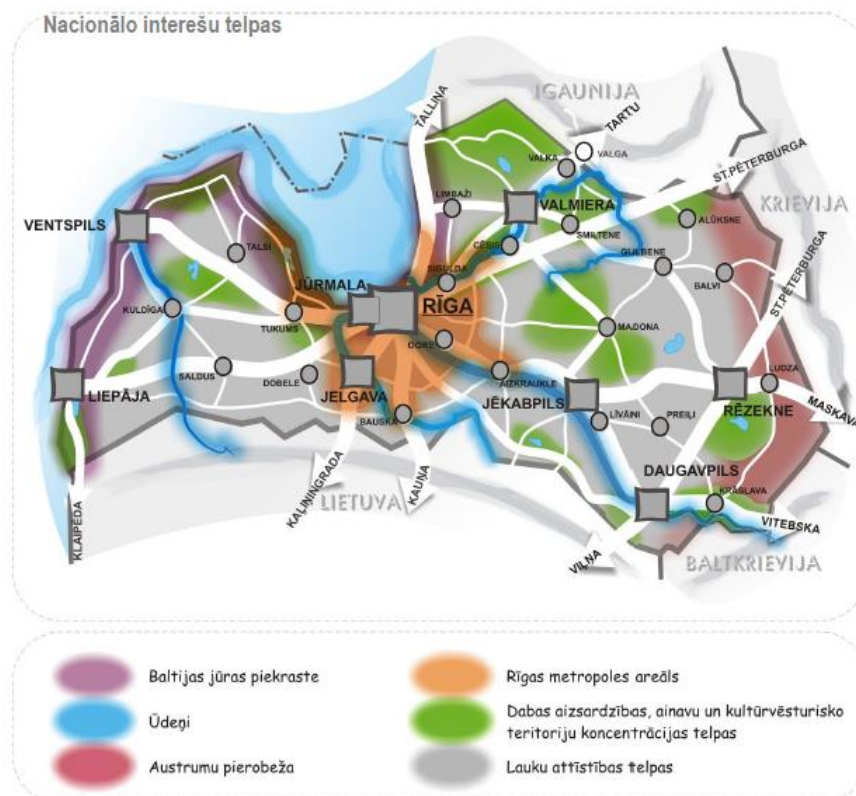 Nacionālo interešu telpas
IGAUNIJA
TALLINA
TARTU
VALKA
VALGA
ST.PĒTERBURGA
LIMBAŽI
VALMIERA
KRIEVIJA
VENTSPILS
ALŪKSNE
SMILTENE
TALSI
CĒSIS
GULBENE
SIGULDA
BALVI
JŪRMALA
ST.PĒTERBURGA
RĪGA
KULDĪGA
TUKUMS
MADONA
OGRE
LUDZA
SALDUS
DOBELE
AIZKRAUKLE
LIEPĀJA
JELGAVA
JĒKABPILS
RĒZEKNE
MASKAVA
BAUSKA
LĪVĀNI
PREIĻI
DAUGAVPILS
KRĀSLAVA
KAĻIŅINGRADA
LIETUVA
KAUŅA
VITEBSKA
KLAIPĒDA
VIĻŅA
BALTKRIEVIJA
Baltijas jūras piekraste
Rīgas metropoles areāls
Ūdeņi
Dabas aizsardzības, ainavu un kultūrvēsturisko
teritoriju koncentrācijas telpas
Austrumu pierobeža
Lauku attīstības telpas